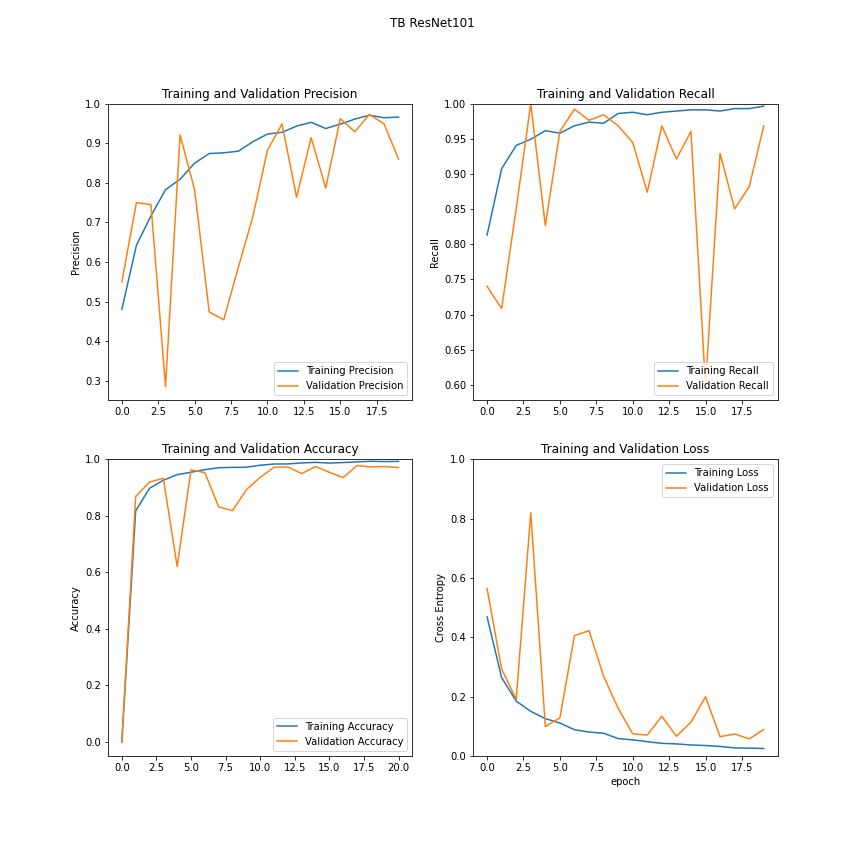 TB ResNet101
Training and Validation Precision
Precision
1.0
0.9
0.8
0.7
0.6
0.5
0.4
0.3
0.0 2.5 5.0 7.5 10.0 12.5 15.0 17.5
Training Precision
Validation Precision
Training and Validation Recall
Recall
1.00
0.95
0.90
0.85
0.80
0.75
0.70
0.65
0.60
0.0 2.5 5.0 7.5 10.0 12.5 15.0 17.5
Training Recall
Validation Recall
Training and Validation Accuracy
Accuracy
1.0
0.8
0.6
0.4
0.2
0.0
0.0 2.5 5.0 7.5 10.0 12.5 15.0 17.5 20.0
Training Accuracy
Validation Accuracy
Training and Validation Loss
Cross Entropy
1.0
0.8
0.6
0.4
0.2
0.0
0.0 2.5 5.0 7.5 10.0 12.5 15.0 17.5
epoch
Training Loss
Validation Loss